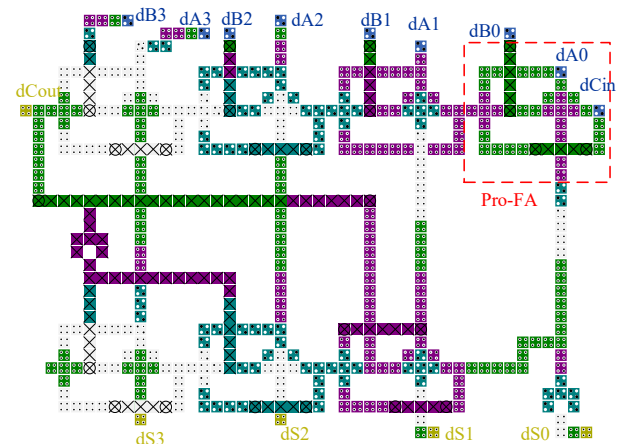 dB3 dA3 dB2 dA2 dB1 dA1 dB0
dA0
dCout dCin
Pro-FA
dS3 dS2 dS1 dS0